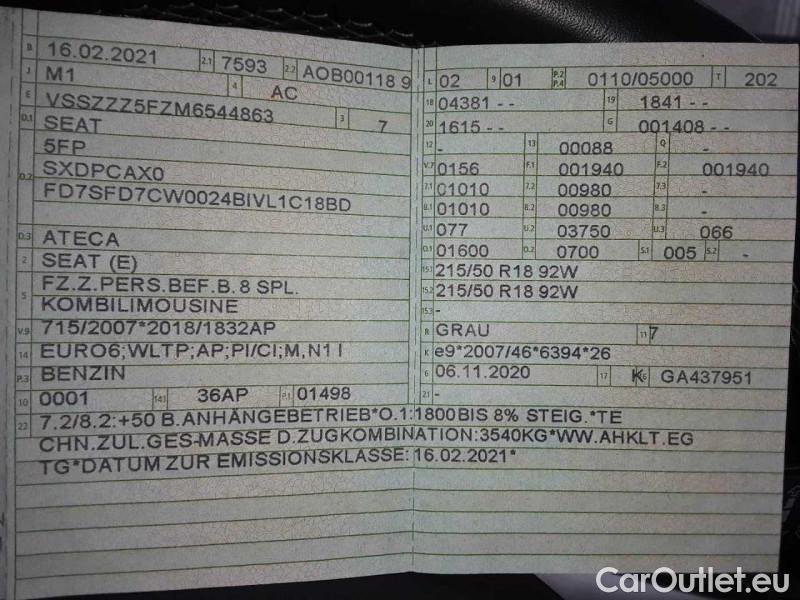 B 16.02.2021 2.1 7593 2.2 AOB00118 9
J M1 4 AC
E VSSZZZ5FZM6544863 3 7
D.1 SEAT
D.2 5FP
SXDPCAX0
FD7SFD7CW0024BIVL1C18BD
D.3 ATECA
2 SEAT (E)
5 FZ.Z.PERS.BEF.B. 8 SPL.
KOMBILIMOUSINE
V.9 715/2007*2018/1832AP
14 EURO6;WLTP;AP;PI/CI;M,N1 I
P.3 BENZIN
10 0001 14.1 36AP P.1 01498
L 02 9 01 P.2 P.4 0110/05000 T 202
18 04381 - - 19 1841 - -
20 1615 - - G 001408 - -
12 - 13 00088 Q -
V.7 0156 F.1 001940 F.2 001940
7.1 01010 7.2 00980 7.3 -
8.1 01010 8.2 00980 8.3 -
U.1 077 U.2 03750 U.3 066
O.1 01600 O.2 0700 S.1 005 S.2 -
15.1 215/50 R18 92W
15.2 215/50 R18 92W
15.3 -
R GRAU 11 7
K e9*2007/46*6394*26
6 06.11.2020 17 K 16 GA437951
21 -
22 7.2/8.2:+50 B.ANHÄNGEBETRIEB*O.1:1800BIS 8% STEIG.*TE
CHN.ZUL.GES-MASSE D.ZUGKOMBINATION:3540KG*WW.AHKLT.EG
TG*DATUM ZUR EMISSIONSKLASSE: 16.02.2021*
CarOutlet.eu